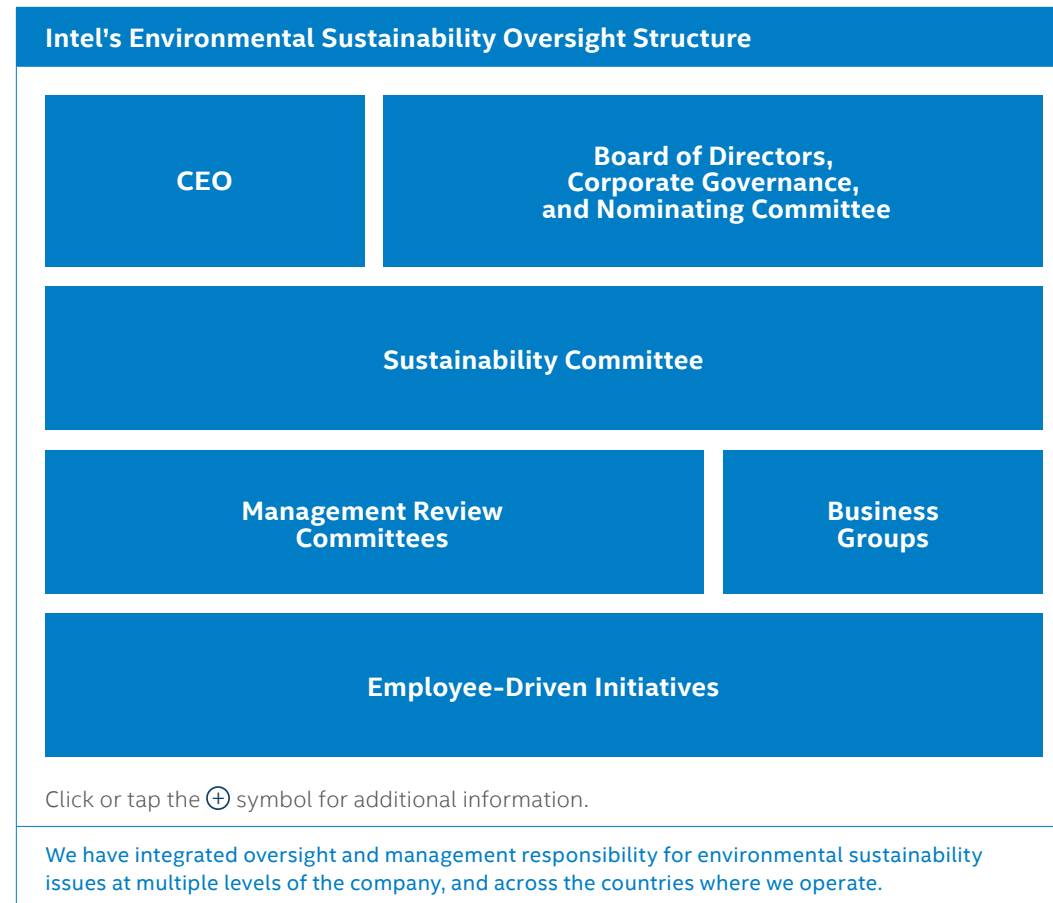 Intel's Environmental Sustainability Oversight Structure
CEO
Board of Directors,
Corporate Governance,
and Nominating Committee
Sustainability Committee
Management Review
Committees
Business
Groups
Employee-Driven Initiatives
Click or tap the ⊕ symbol for additional information.
We have integrated oversight and management responsibility for environmental sustainability
issues at multiple levels of the company, and across the countries where we operate.